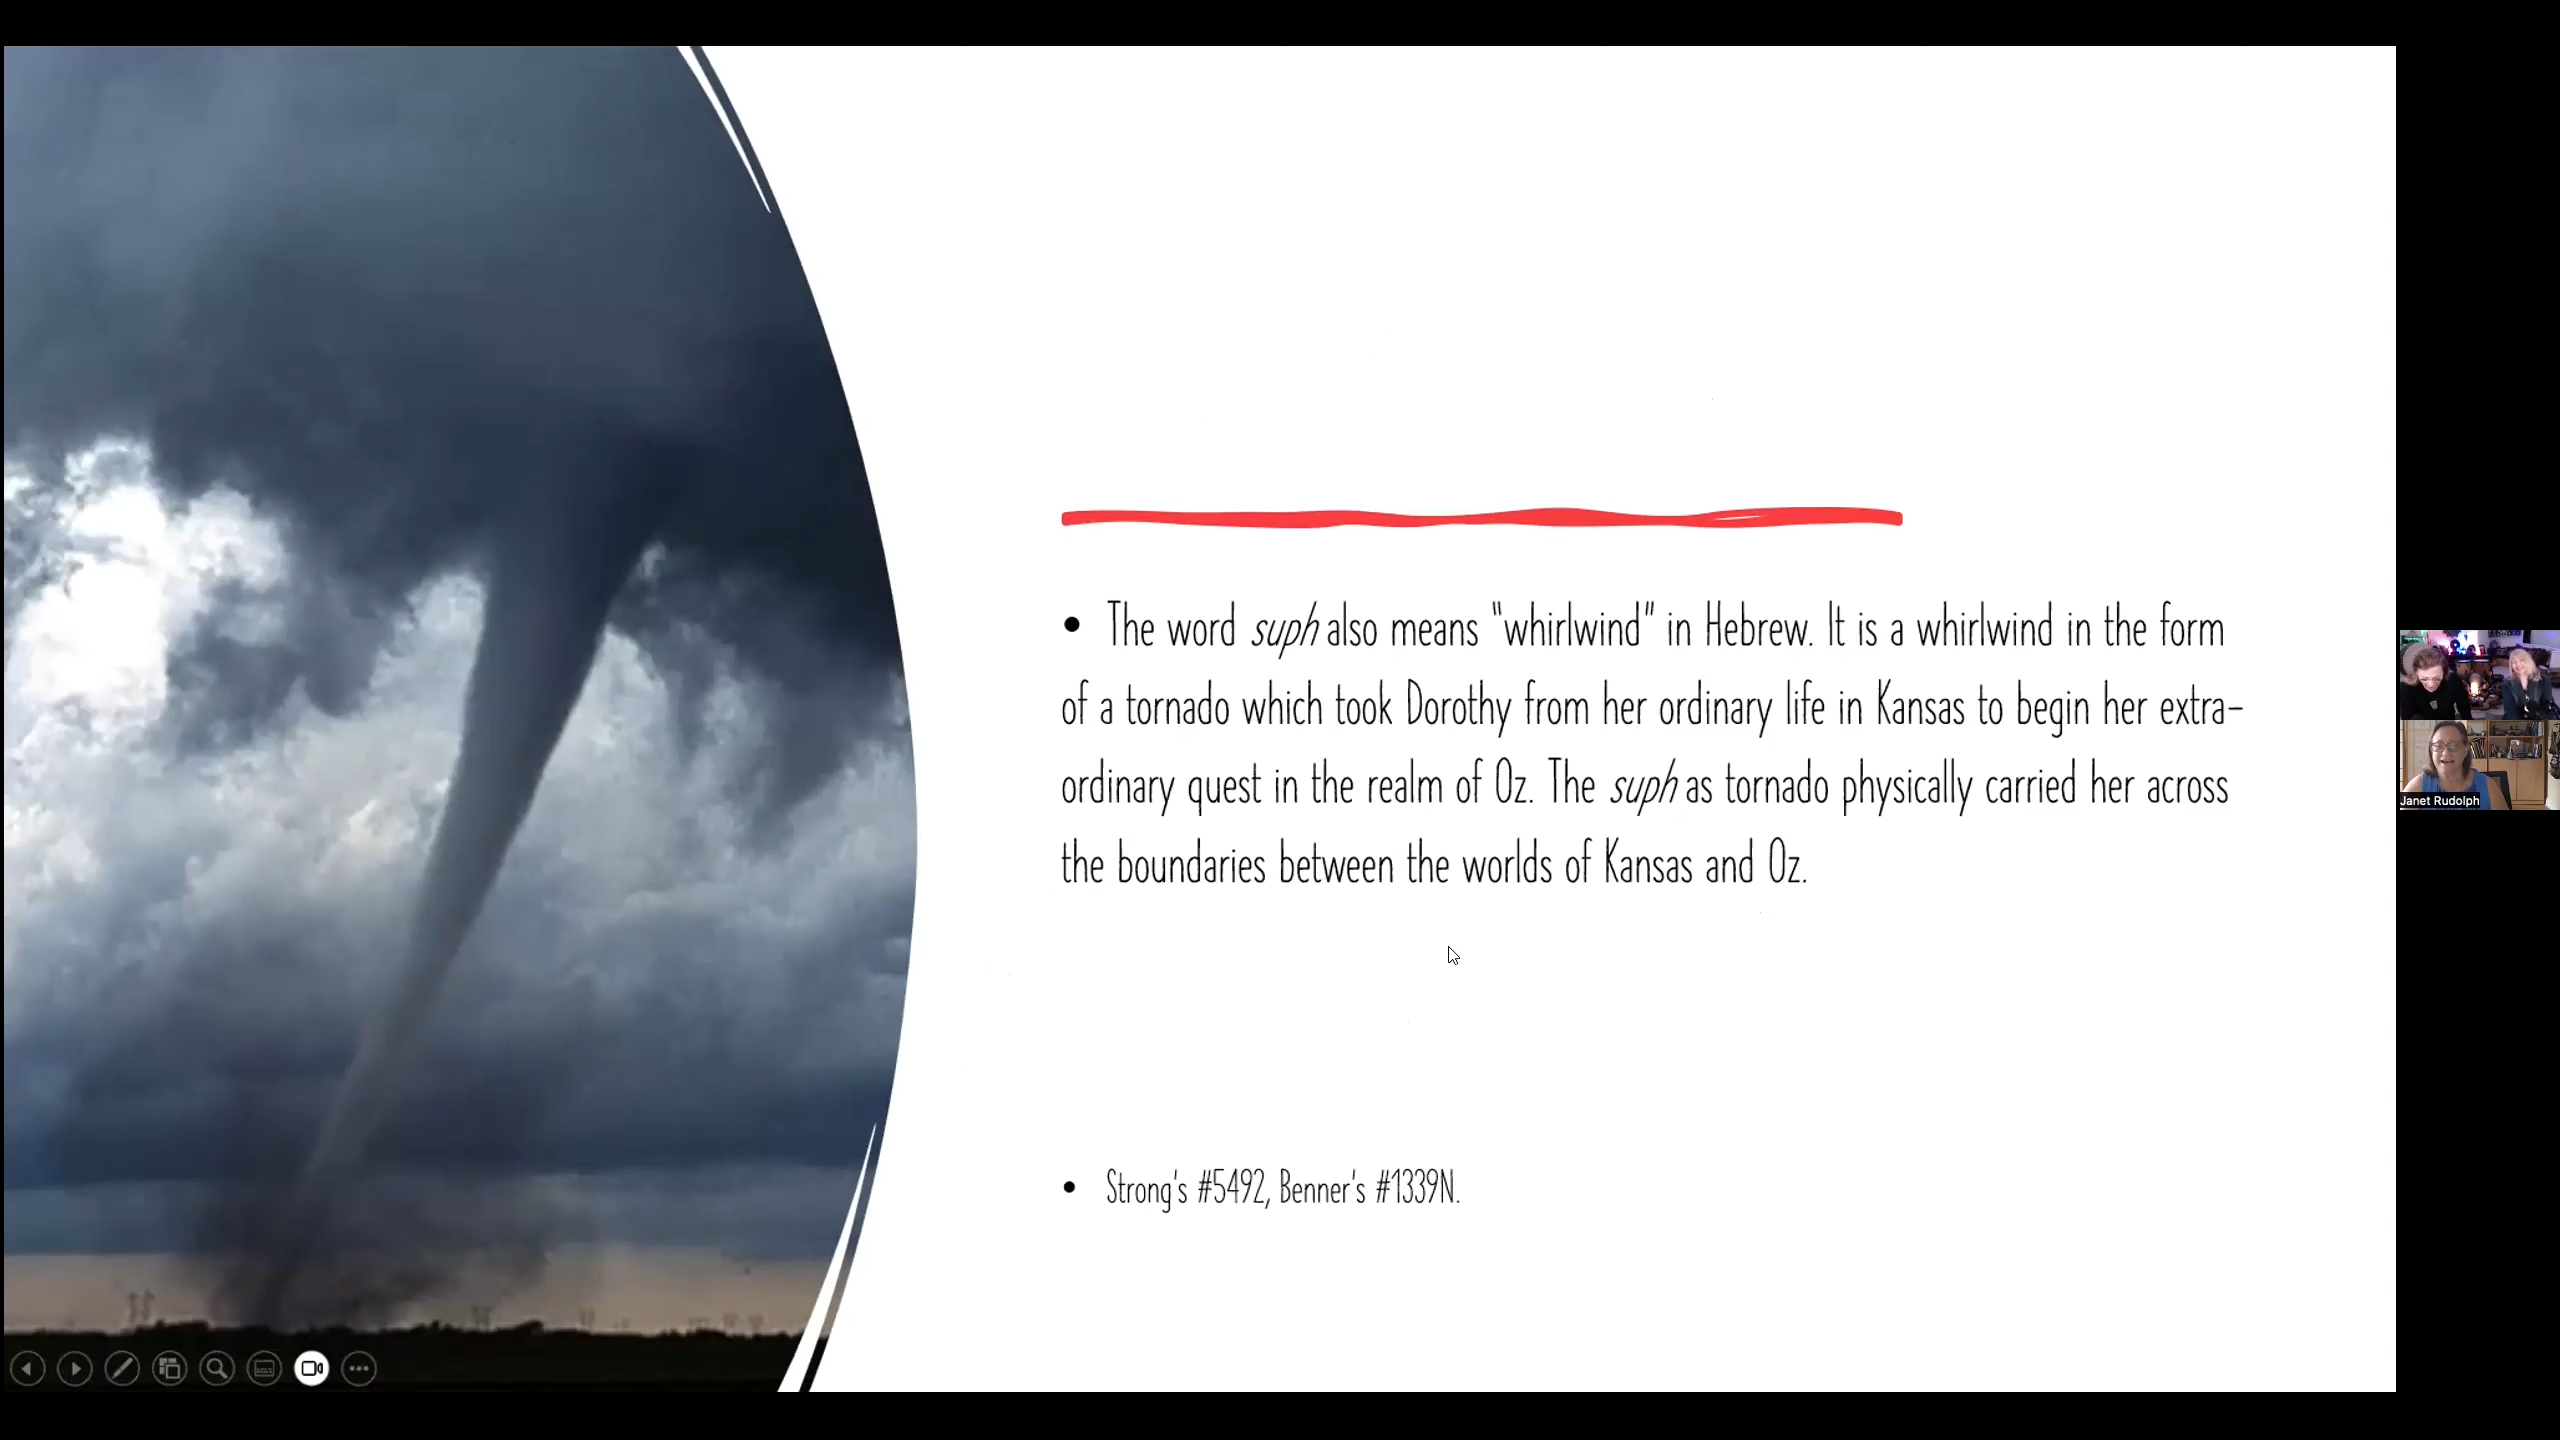 • The word suph also means "whirlwind" in Hebrew. It is a whirlwind in the form
of a tornado which took Dorothy from her ordinary life in Kansas to begin her extra-
ordinary quest in the realm of Oz. The suph as tornado physically carried her across
the boundaries between the worlds of Kansas and Oz.
• Strong's #5492, Benner's #1339N.
Janet Rudolph